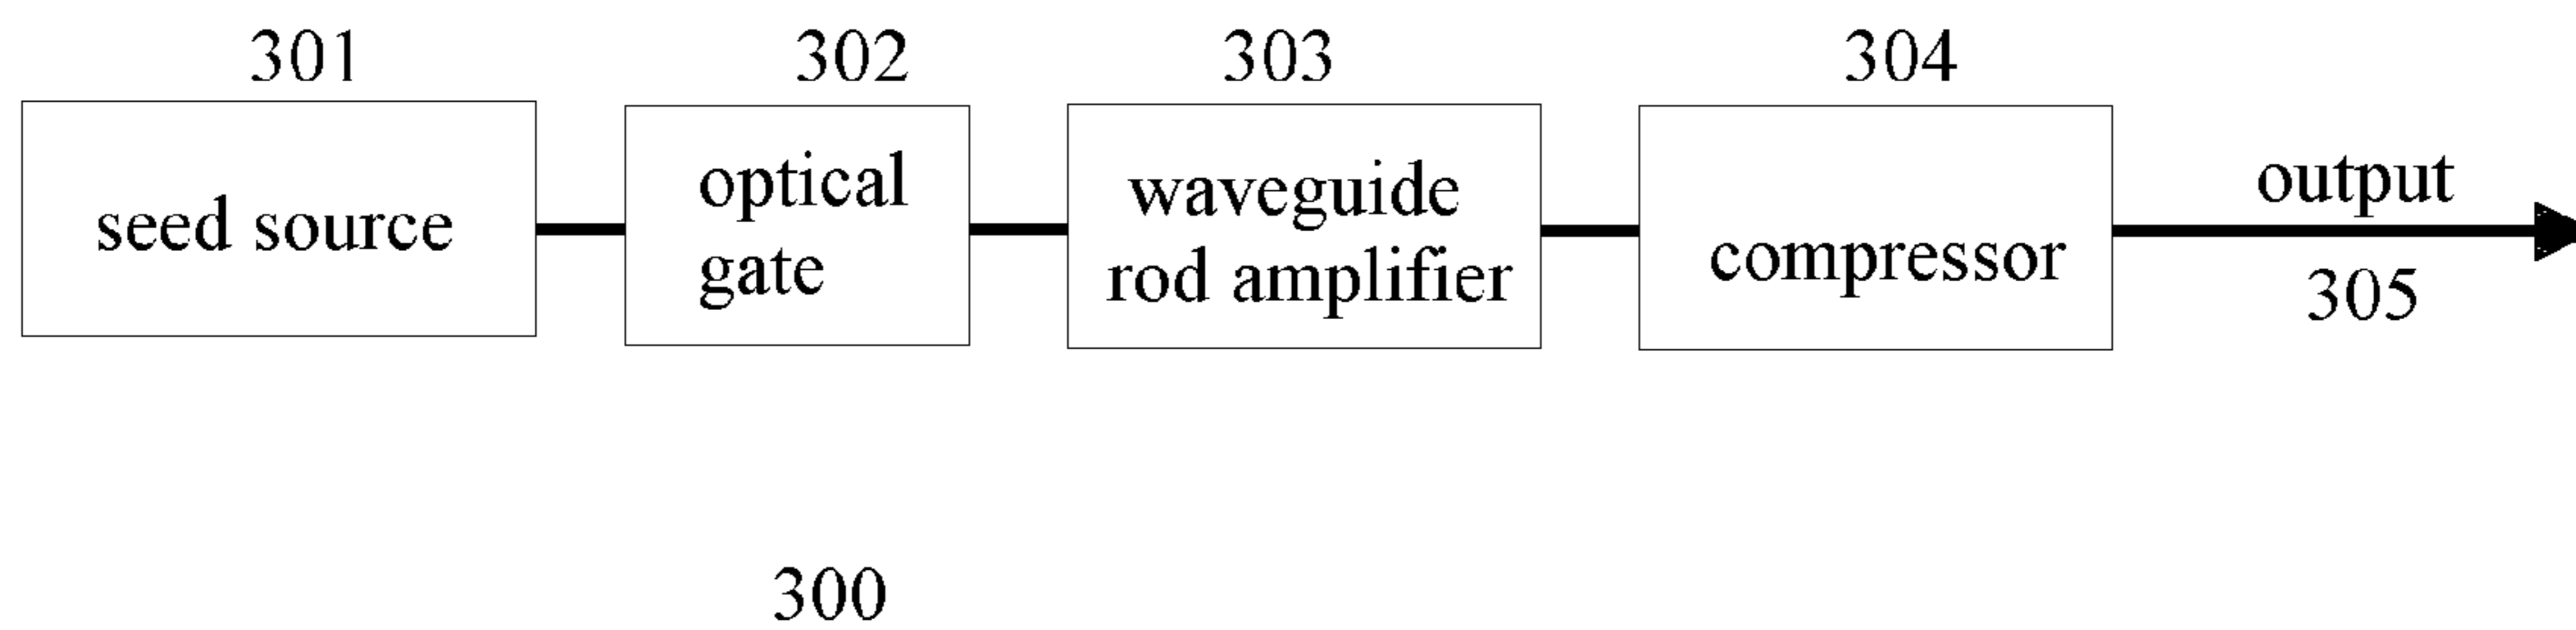 301
302
303
304
seed source
optical
gate
waveguide
rod amplifier
compressor
output
305
300